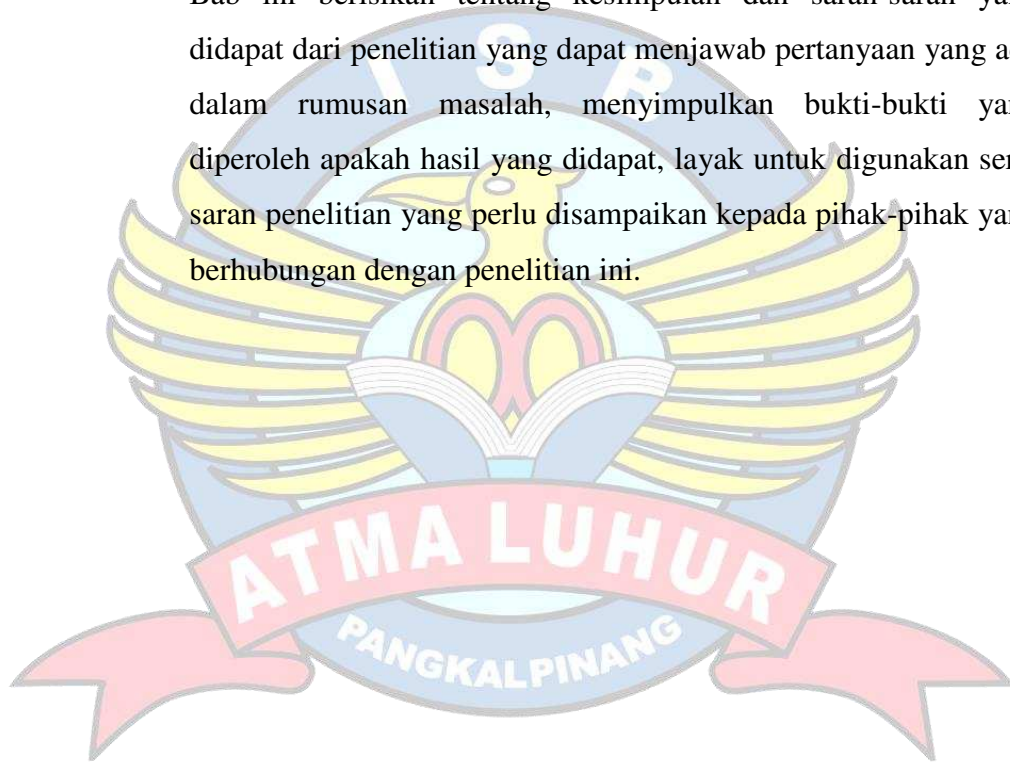 Bab ini berisikan tentang kesimpulan dan saran-saran
didapat dari penelitian yang dapat menjawab pertanyaan yang
dalam rumusan masalah, menyimpulkan bukti-bukti
diperoleh apakah hasil yang didapat, layak untuk digunakan
saran penelitian yang perlu disampaikan kepada pihak-pihak
berhubungan dengan penelitian ini.
I S B
ATMA LUHUR
PANGKALPINANG